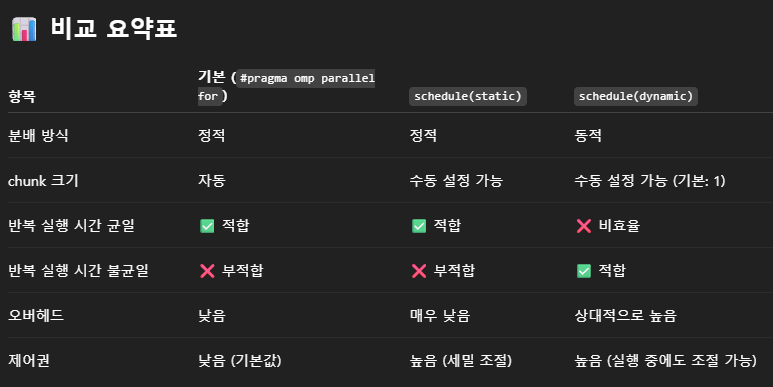 📊 비교 요약표
항목 기본 (#pragma omp parallel for) schedule(static) schedule(dynamic)
분배 방식 정적 정적 동적
chunk 크기 자동 수동 설정 가능 수동 설정 가능 (기본: 1)
반복 실행 시간 균일 ✅ 적합 ✅ 적합 ❌ 비효율
반복 실행 시간 불균일 ❌ 부적합 ❌ 부적합 ✅ 적합
오버헤드 낮음 매우 낮음 상대적으로 높음
제어권 낮음 (기본값) 높음 (세밀 조절) 높음 (실행 중에도 조절 가능)